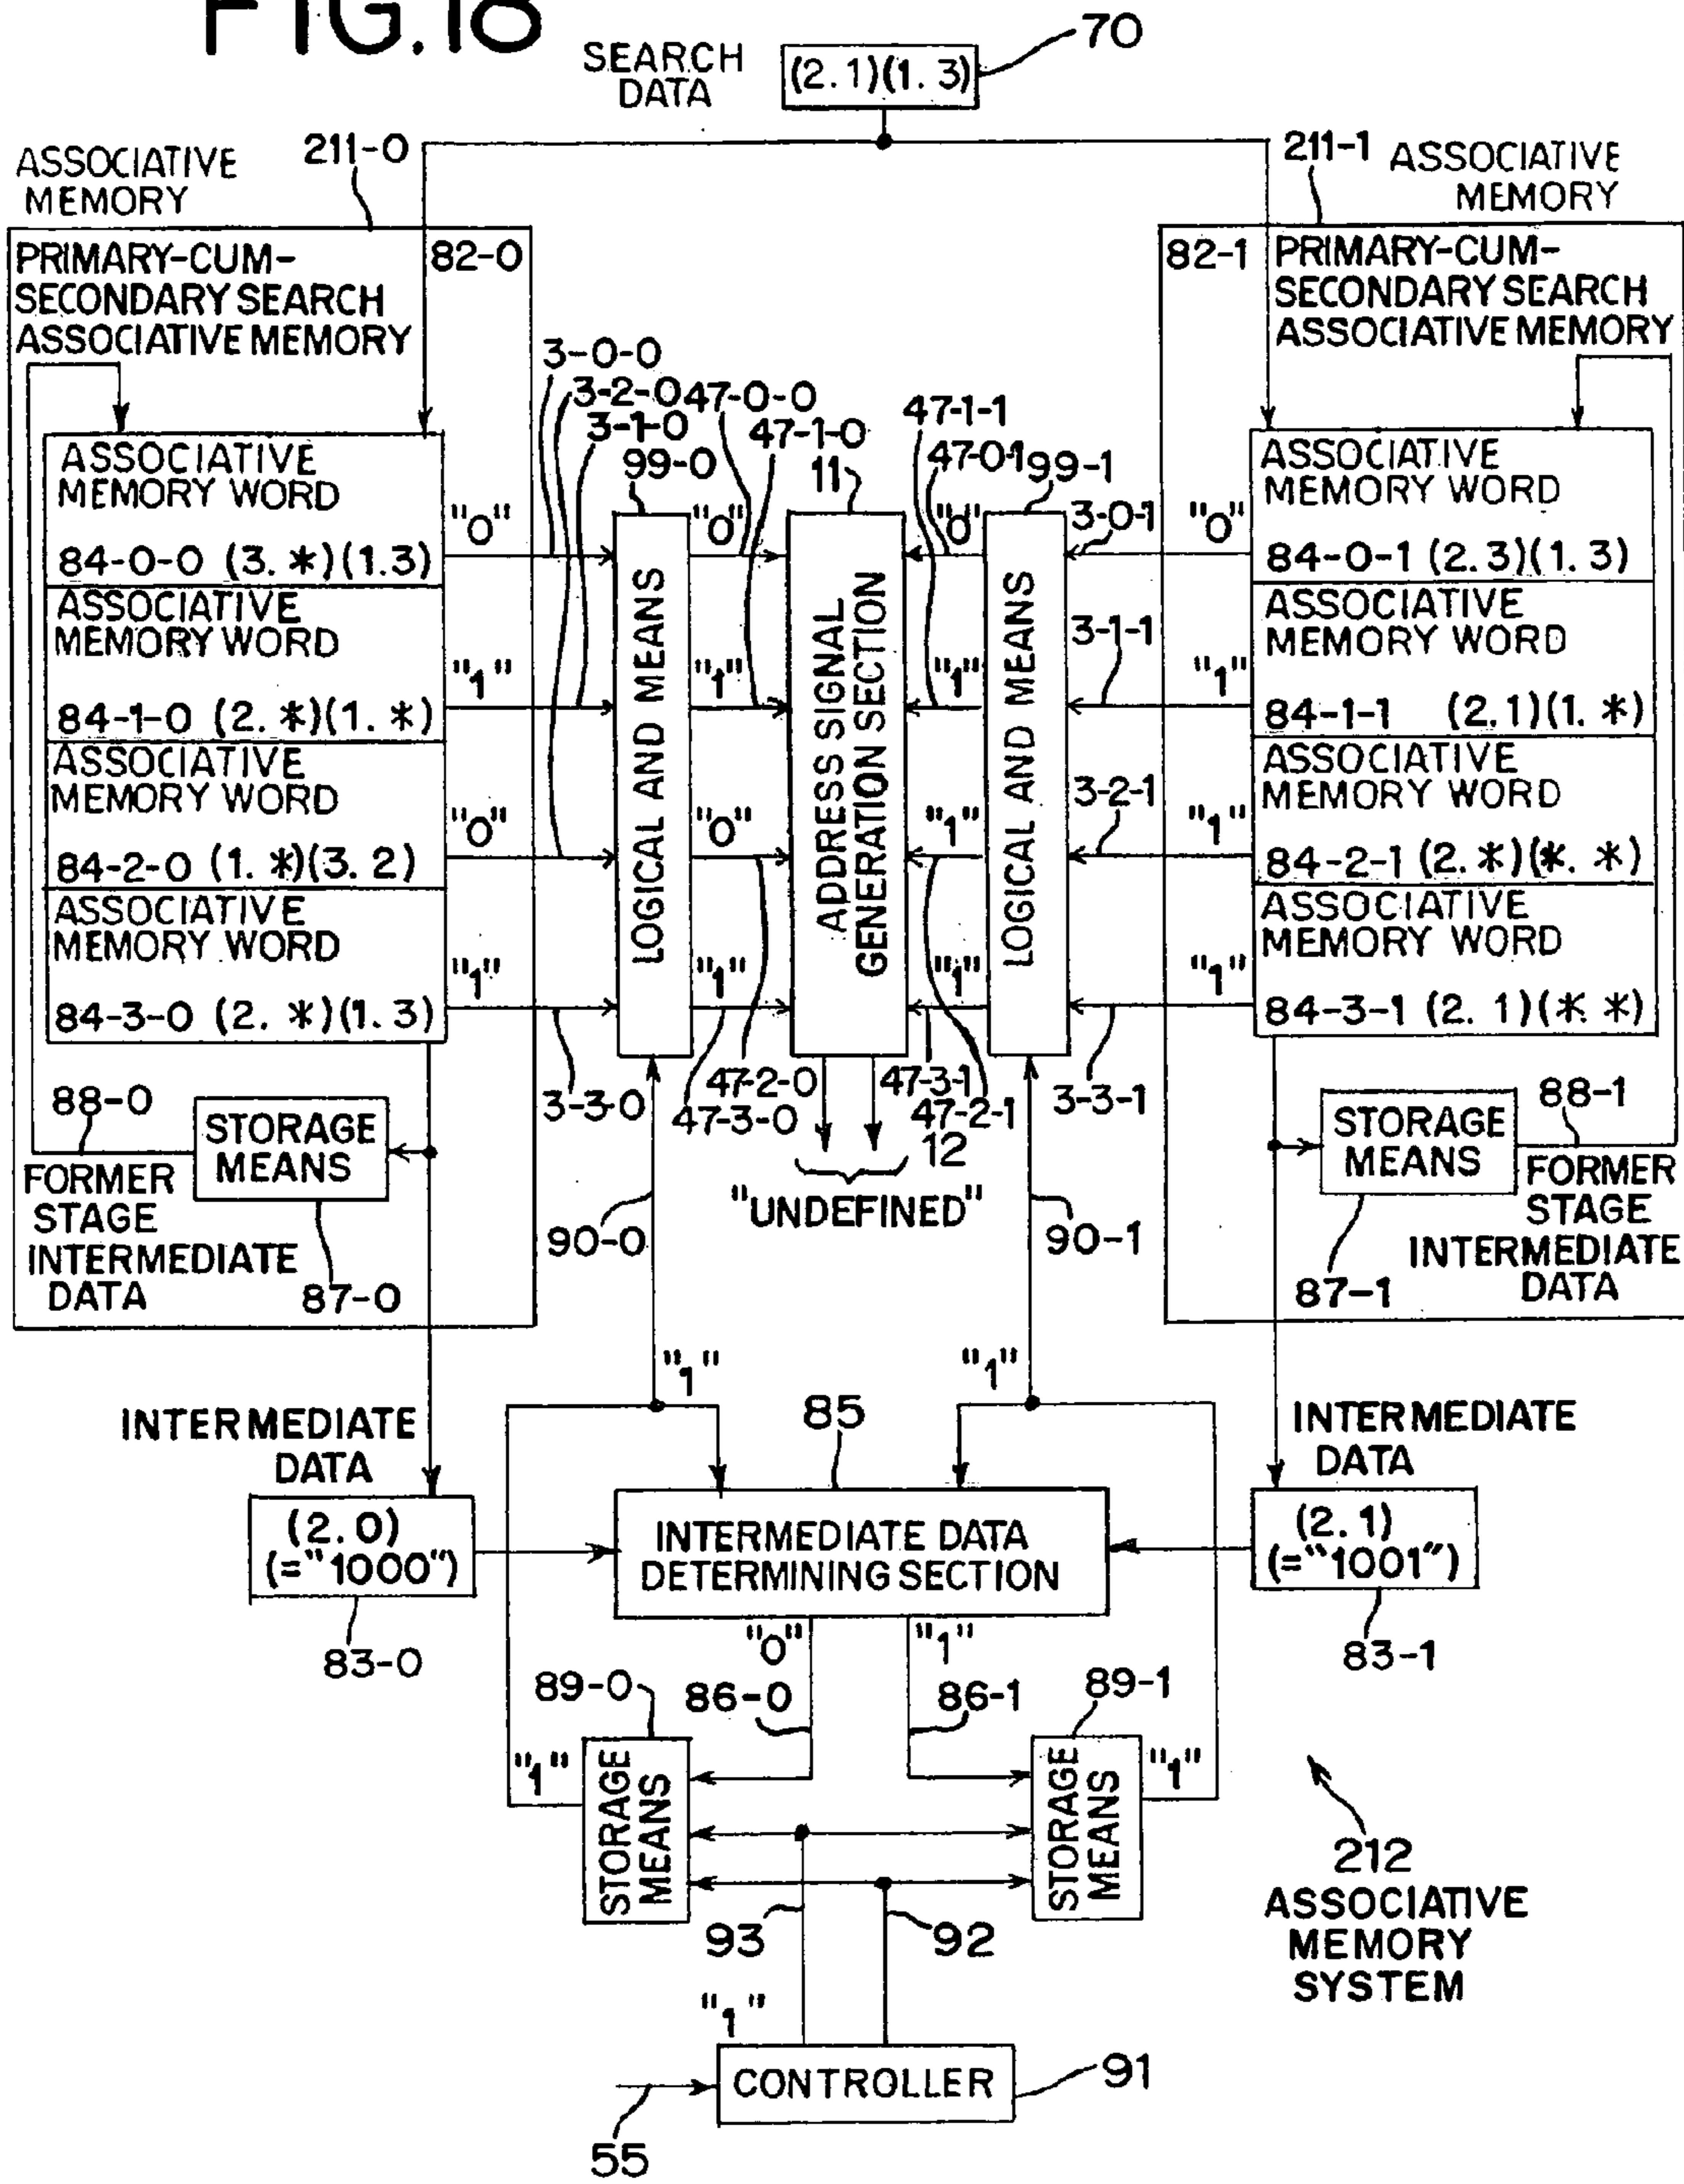 FIG.18
70
SEARCH
DATA
(2. 1)(1. 3)
ASSOCIATIVE
MEMORY
211-0
211-1
ASSOCIATIVE
MEMORY
PRIMARY-CUM-
SECONDARY SEARCH
ASSOCIATIVE MEMORY
82-0
82-1
PRIMARY-CUM-
SECONDARY SEARCH
ASSOCIATIVE MEMORY
3-0-0
3-2-0
3-1-0
99-0
47-0-0
47-1-0
11
47-1-1
47-0-1
99-1
3-0-1
3-1-1
3-2-1
3-3-1
ASSOCIATIVE
MEMORY WORD
84-0-0 (3. *)(1.3)
ASSOCIATIVE
MEMORY WORD
84-1-0 (2. *)(1. *)
ASSOCIATIVE
MEMORY WORD
84-2-0 (1. *)(3. 2)
ASSOCIATIVE
MEMORY WORD
84-3-0 (2. *)(1. 3)
"0"
"1"
"0"
"1"
LOGICAL AND MEANS
"0"
"1"
"0"
"1"
ADDRESS SIGNAL
GENERATION SECTION
"0"
"1"
"1"
"1"
LOGICAL AND MEANS
"0"
"1"
"1"
"1"
ASSOCIATIVE
MEMORY WORD
84-0-1 (2. 3)(1. 3)
ASSOCIATIVE
MEMORY WORD
84-1-1 (2. 1)(1. *)
ASSOCIATIVE
MEMORY WORD
84-2-1 (2. *)(*. *)
ASSOCIATIVE
MEMORY WORD
84-3-1 (2. 1)(*. *)
88-0
STORAGE
MEANS
FORMER
STAGE
INTERMEDIATE
DATA
87-0
3-3-0
47-2-0
47-3-0
47-3-1
47-2-1
12
"UNDEFINED"
90-0
90-1
STORAGE
MEANS
88-1
FORMER
STAGE
INTERMEDIATE
DATA
87-1
"1"
"1"
INTERMEDIATE
DATA
85
INTERMEDIATE
DATA
(2. 0)
(="1000")
83-0
INTERMEDIATE DATA
DETERMINING SECTION
(2. 1)
(="1001")
83-1
"0"
"1"
89-0
86-0
86-1
89-1
"1"
STORAGE
MEANS
STORAGE
MEANS
"1"
93
92
212
ASSOCIATIVE
MEMORY
SYSTEM
"1"
CONTROLLER
91
55